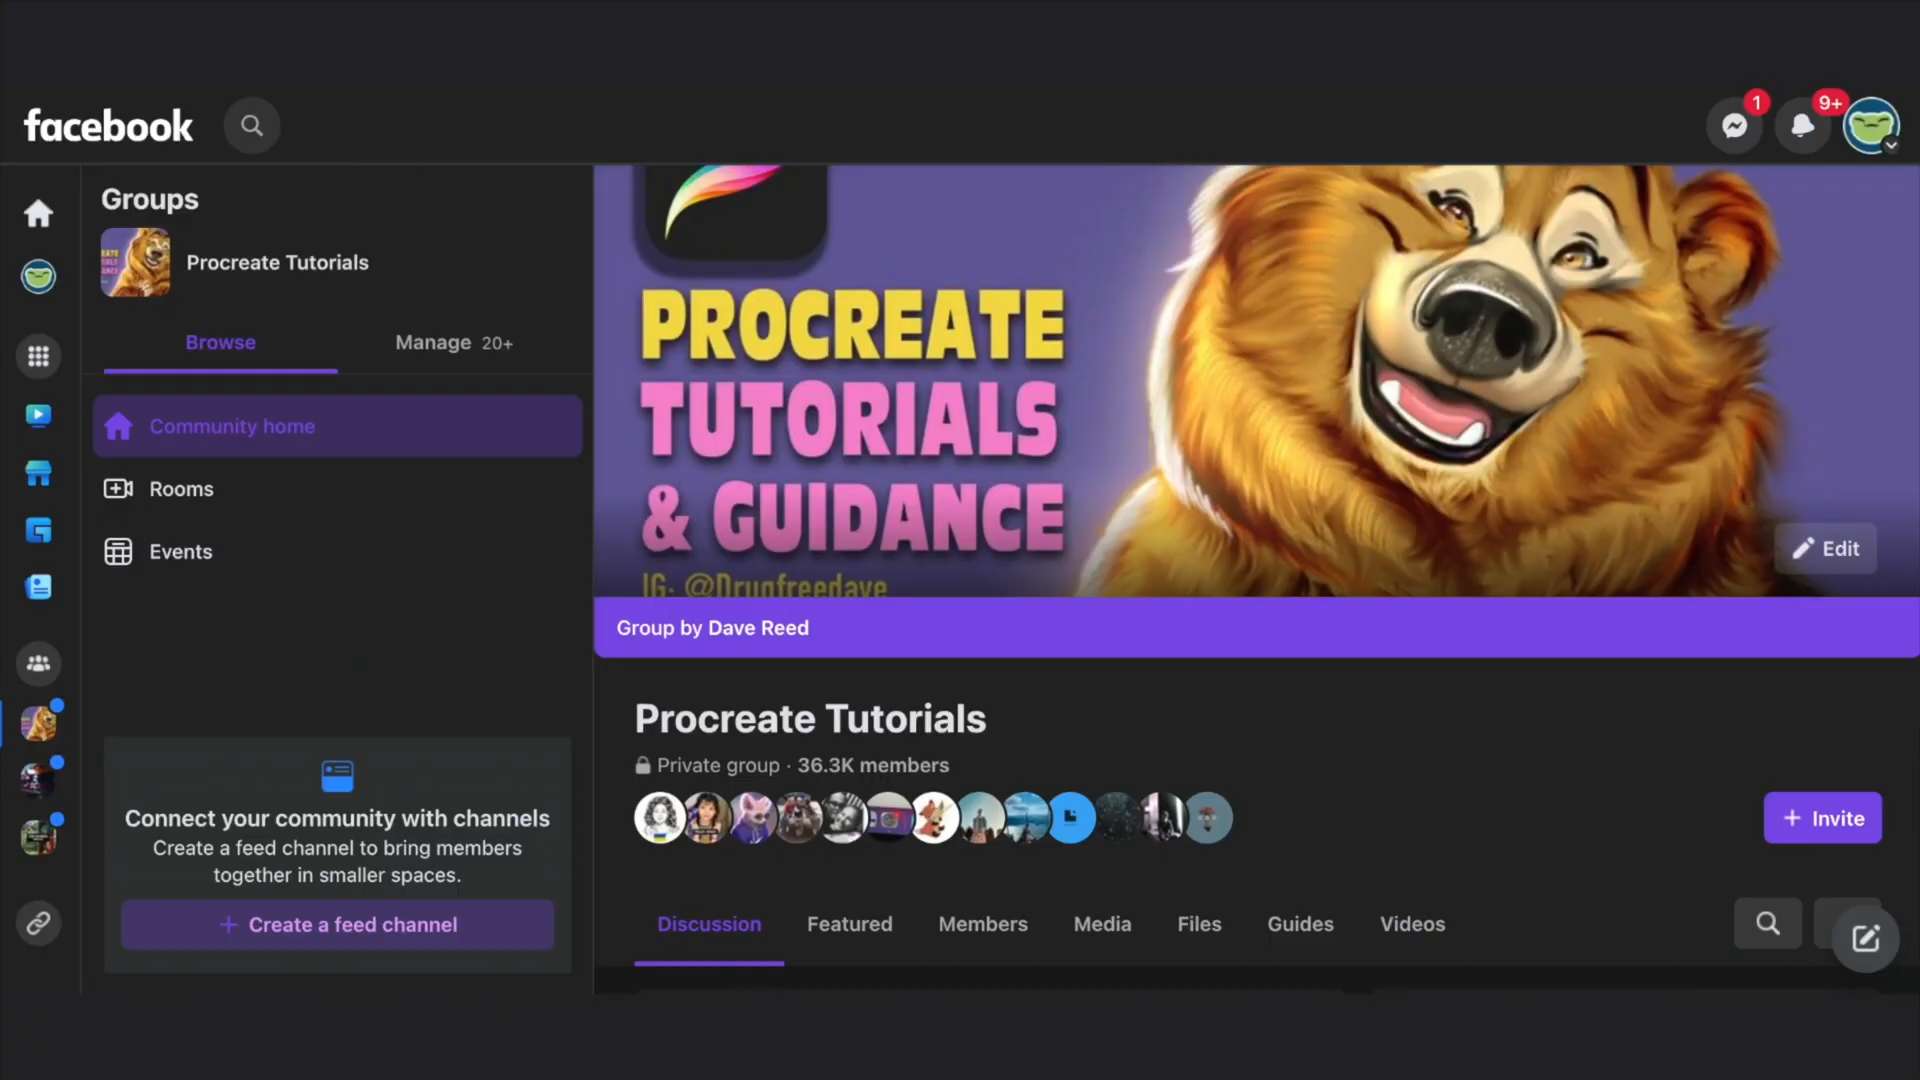 facebook
1
9+
Groups
Procreate Tutorials
Browse
Manage 20+
Community home
Rooms
Events
Connect your community with channels
Create a feed channel to bring members
together in smaller spaces.
+ Create a feed channel
PROCREATE
TUTORIALS
& GUIDANCE
IG: @Drugfreedave
Edit
Group by Dave Reed
Procreate Tutorials
Private group · 36.3K members
+ Invite
Discussion
Featured
Members
Media
Files
Guides
Videos